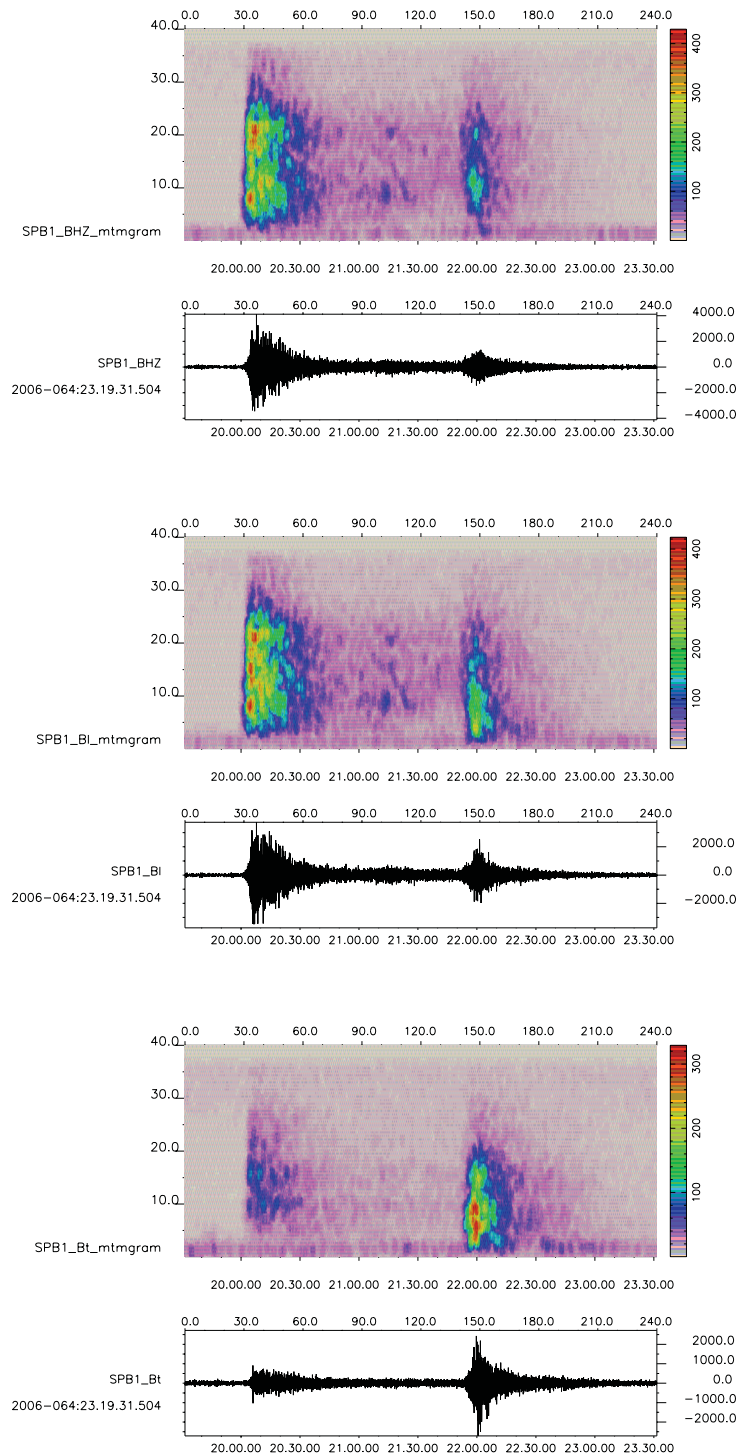 0.0 30.0 60.0 90.0 120.0 150.0 180.0 210.0 240.0
40.0
30.0
20.0
10.0
SPB1_BHZ_mtmgram
400
300
200
100
20.00.00 20.30.00 21.00.00 21.30.00 22.00.00 22.30.00 23.00.00 23.30.00
0.0 30.0 60.0 90.0 120.0 150.0 180.0 210.0 240.0
4000.0
2000.0
SPB1_BHZ 0.0
2006-064:23.19.31.504 -2000.0
-4000.0
20.00.00 20.30.00 21.00.00 21.30.00 22.00.00 22.30.00 23.00.00 23.30.00
0.0 30.0 60.0 90.0 120.0 150.0 180.0 210.0 240.0
40.0
30.0
20.0
10.0
SPB1_Bl_mtmgram
400
300
200
100
20.00.00 20.30.00 21.00.00 21.30.00 22.00.00 22.30.00 23.00.00 23.30.00
0.0 30.0 60.0 90.0 120.0 150.0 180.0 210.0 240.0
2000.0
SPB1_Bl 0.0
2006-064:23.19.31.504 -2000.0
20.00.00 20.30.00 21.00.00 21.30.00 22.00.00 22.30.00 23.00.00 23.30.00
0.0 30.0 60.0 90.0 120.0 150.0 180.0 210.0 240.0
40.0
30.0
20.0
10.0
SPB1_Bt_mtmgram
300
200
100
20.00.00 20.30.00 21.00.00 21.30.00 22.00.00 22.30.00 23.00.00 23.30.00
0.0 30.0 60.0 90.0 120.0 150.0 180.0 210.0 240.0
2000.0
1000.0
SPB1_Bt 0.0
2006-064:23.19.31.504 -1000.0
-2000.0
20.00.00 20.30.00 21.00.00 21.30.00 22.00.00 22.30.00 23.00.00 23.30.00